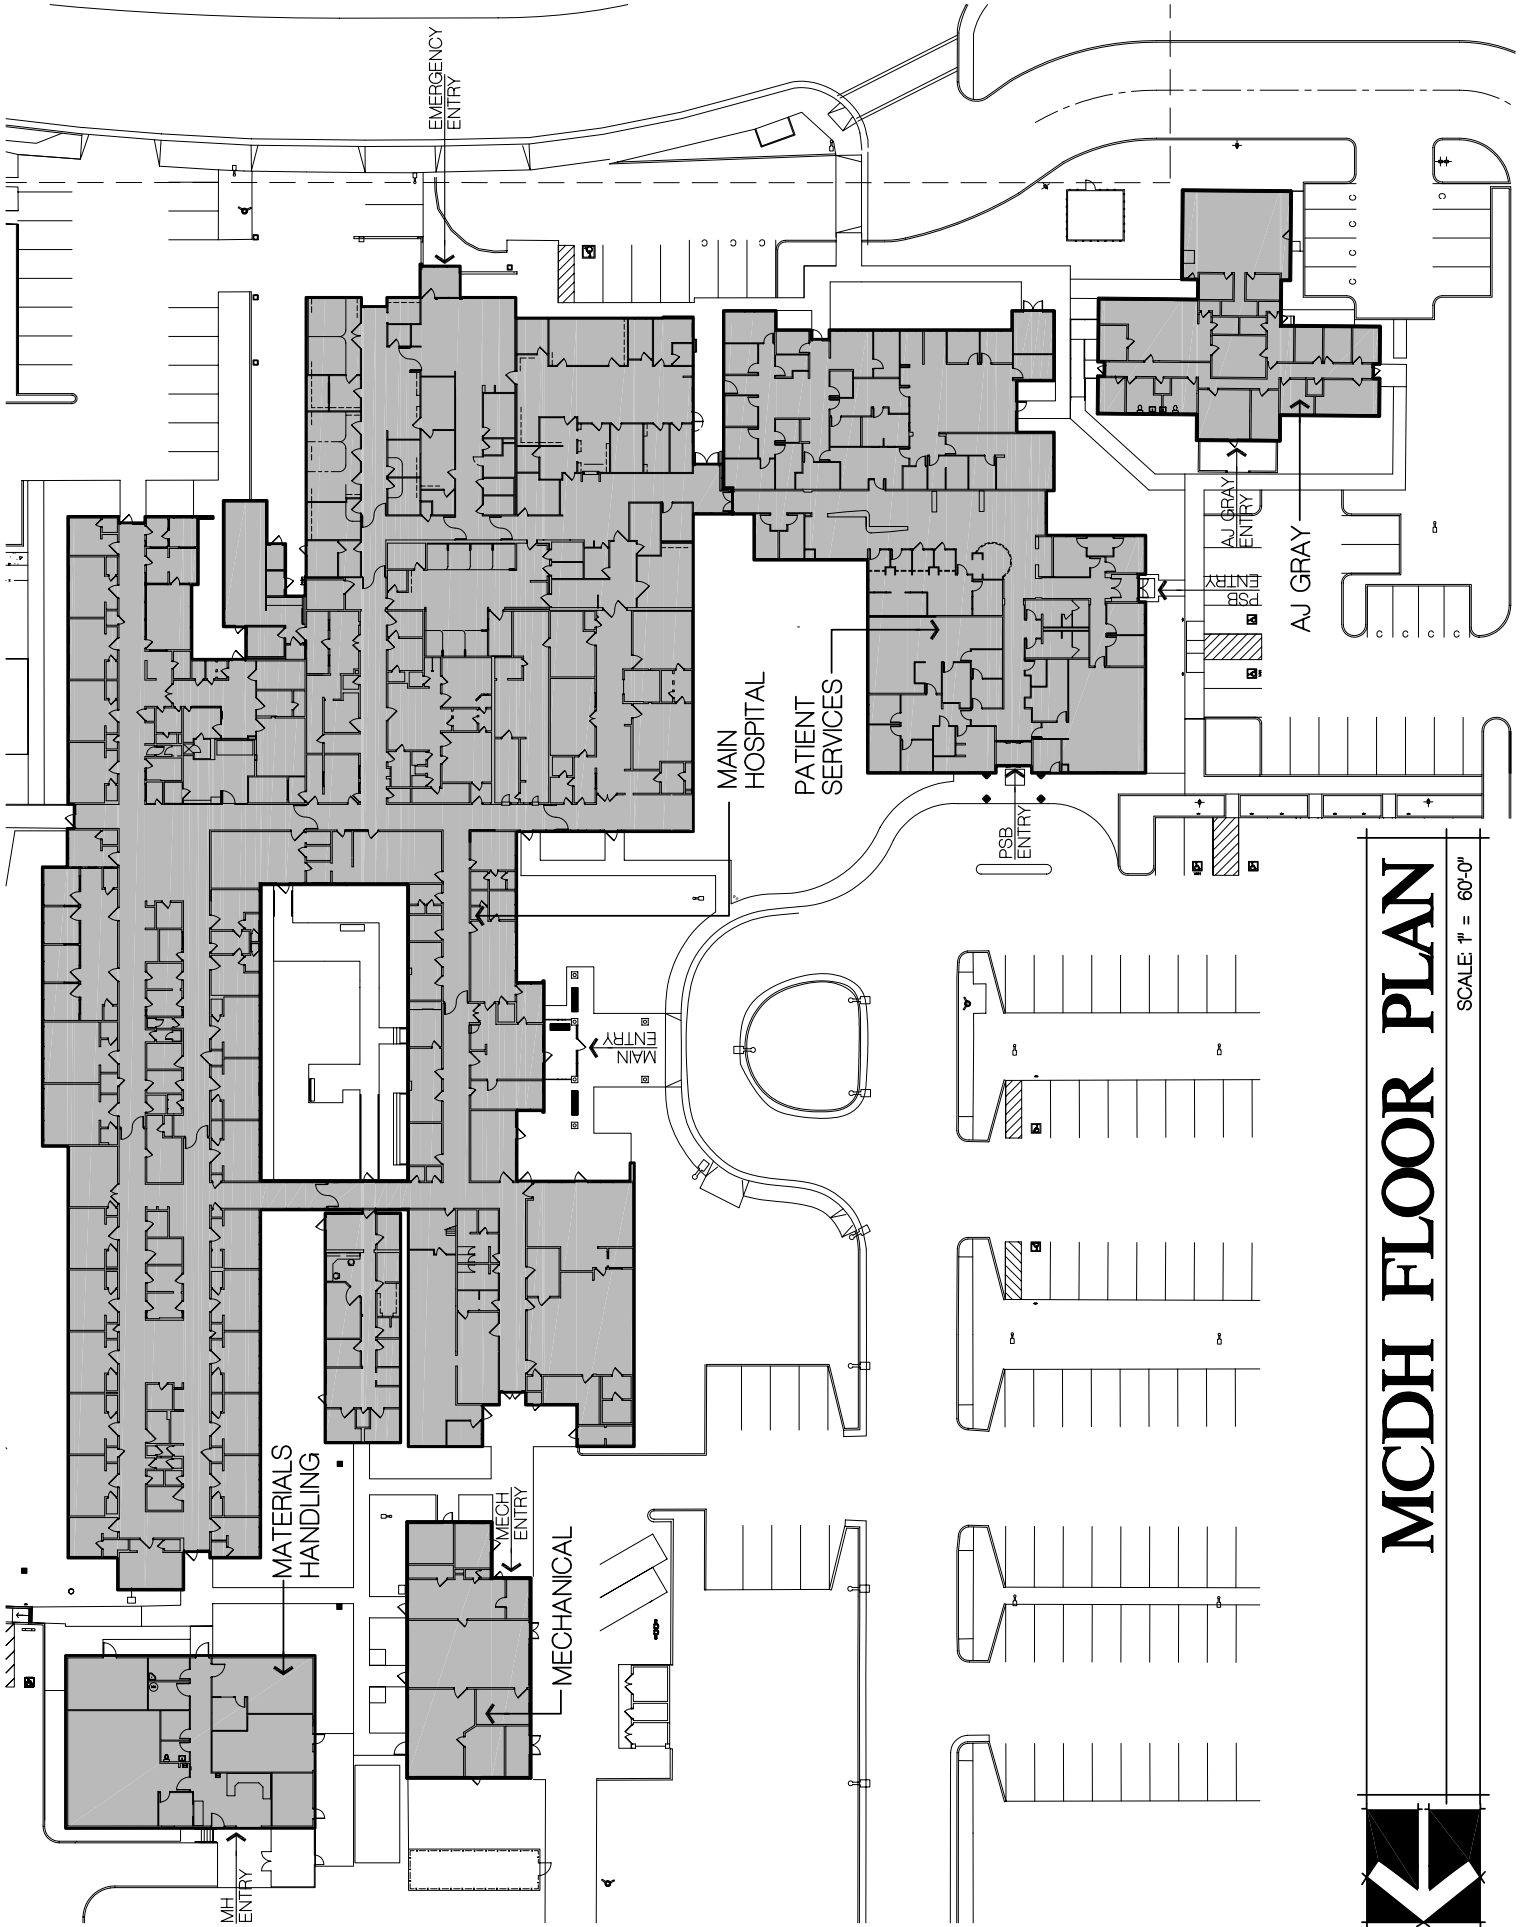 EMERGENCY
ENTRY
AJ GRAY
ENTRY
AJ GRAY
PSB
ENTRY
MAIN
HOSPITAL
PATIENT
SERVICES
PSB
ENTRY
MAIN
ENTRY
MATERIALS
HANDLING
MECH
ENTRY
MECHANICAL
MH
ENTRY
MCDH FLOOR PLAN
SCALE: 1" = 60'-0"
C
C
C
C
C
C
C
C
C
C
C
C